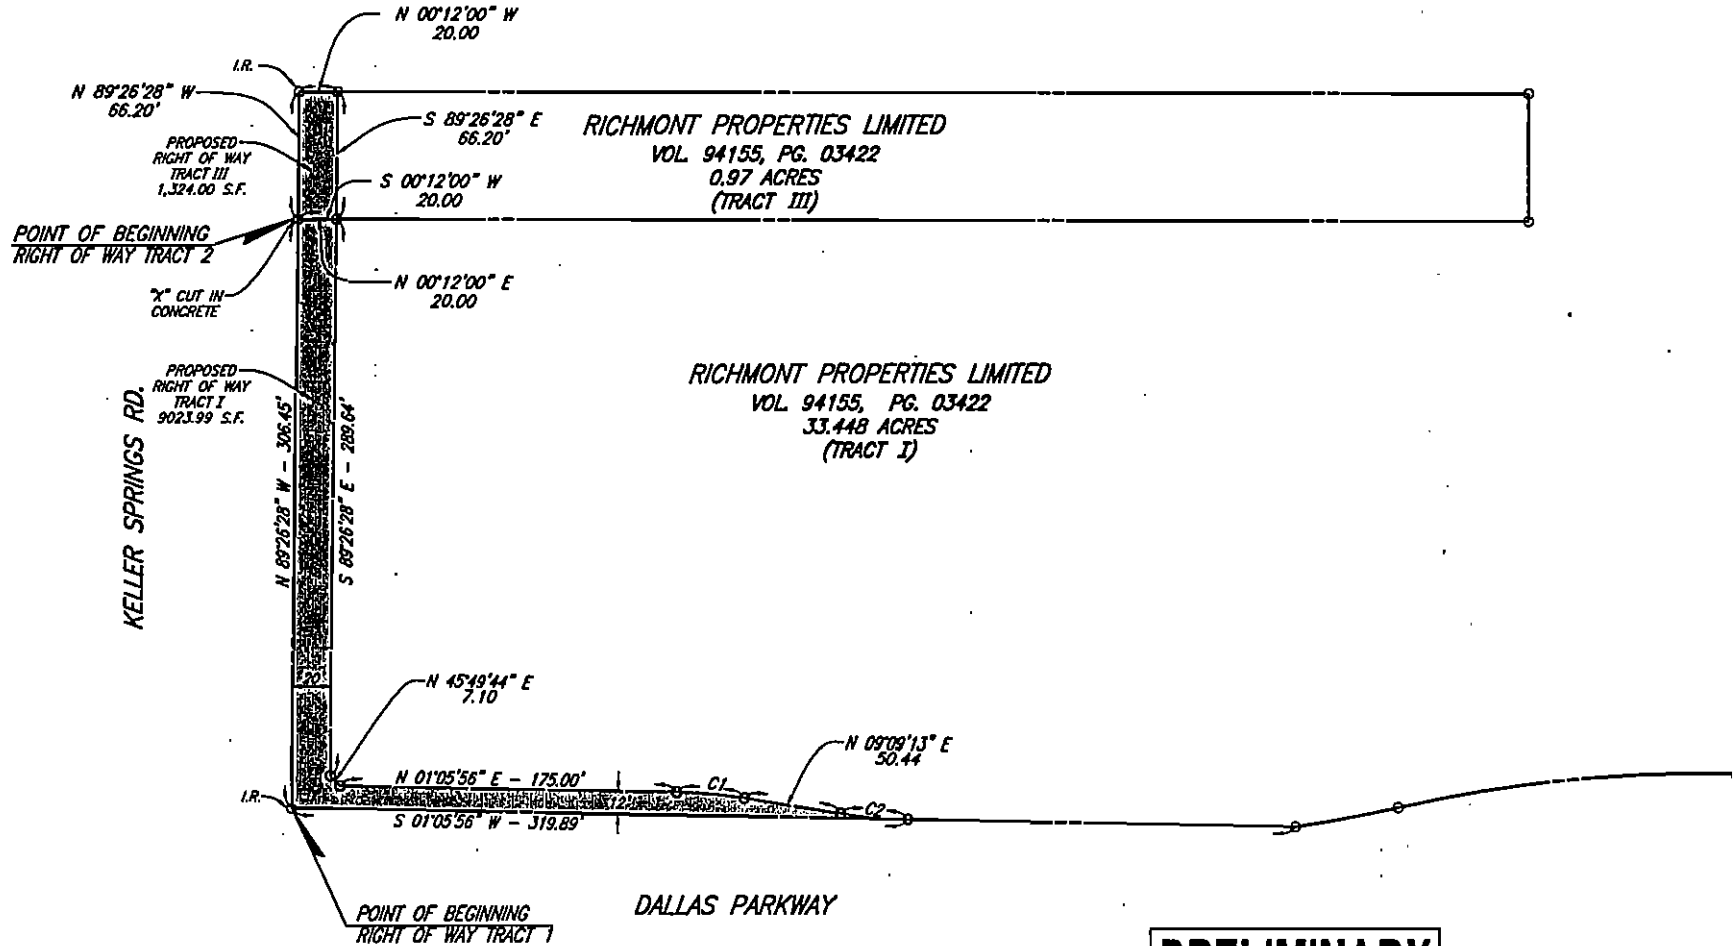 N 00°12'00" W
20.00
I.R.
N 89°26'28" W
66.20'
S 89°26'28" E
66.20'
RICHMONT PROPERTIES LIMITED
VOL. 94155, PG. 03422
0.97 ACRES
(TRACT III)
PROPOSED
RIGHT OF WAY
TRACT III
1,324.00 S.F.
S 00°12'00" W
20.00
POINT OF BEGINNING
RIGHT OF WAY TRACT 2
"X" CUT IN
CONCRETE
N 00°12'00" E
20.00
PROPOSED
RIGHT OF WAY
TRACT I
9023.99 S.F.
RICHMONT PROPERTIES LIMITED
VOL. 94155, PG. 03422
33.448 ACRES
(TRACT I)
KELLER SPRINGS RD.
N 89°26'28" W - 306.45'
S 89°26'28" E - 289.64'
20'
N 45°49'44" E
7.10
N 09°09'13" E
50.44
N 01°05'56" E - 175.00'
12'
C1
C2
I.R.
S 01°05'56" W - 319.89'
DALLAS PARKWAY
POINT OF BEGINNING
RIGHT OF WAY TRACT 1
PRELIMINARY